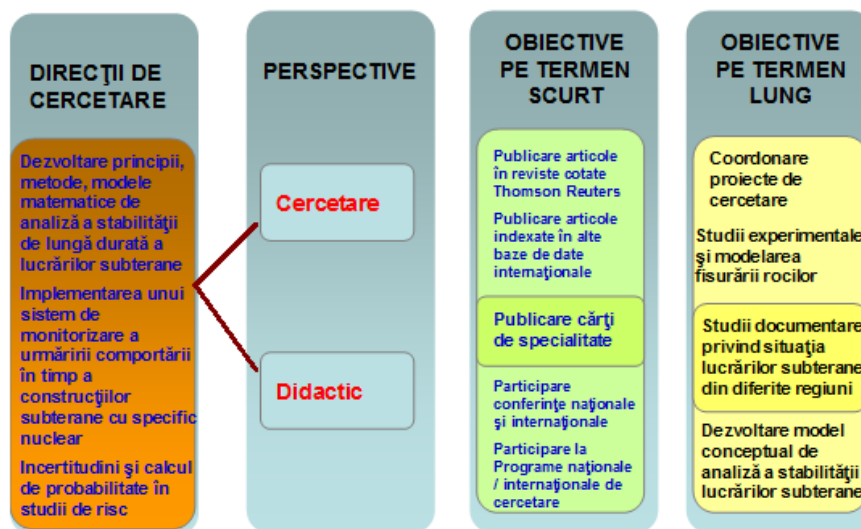 DIRECŢII DE
CERCETARE
Dezvoltare principii,
metode, modele
matematice de
analiză a stabilităţii
de lungă durată a
lucrărilor subterane
Implementarea unui
sistem de
monitorizare a
urmăririi comportării
în timp a
construcţiilor
subterane cu specific
nuclear
Incertitudini şi calcul
de probabilitate în
studii de risc
PERSPECTIVE
Cercetare
Didactic
OBIECTIVE
PE TERMEN
SCURT
Publicare articole
în reviste cotate
Thomson Reuters
Publicare articole
indexate în alte
baze de date
internaţionale
Publicare cărţi
de specialitate
Participare
conferinţe naţionale
şi internaţionale
Participare la
Programe naţionale
/ internaţionale de
cercetare
OBIECTIVE
PE TERMEN
LUNG
Coordonare
proiecte de
cercetare
Studii experimentale
şi modelarea
fisurării rocilor
Studii documentare
privind situaţia
lucrărilor subterane
din diferite regiuni
Dezvoltare model
conceptual de
analiză a stabilităţii
lucrărilor subterane